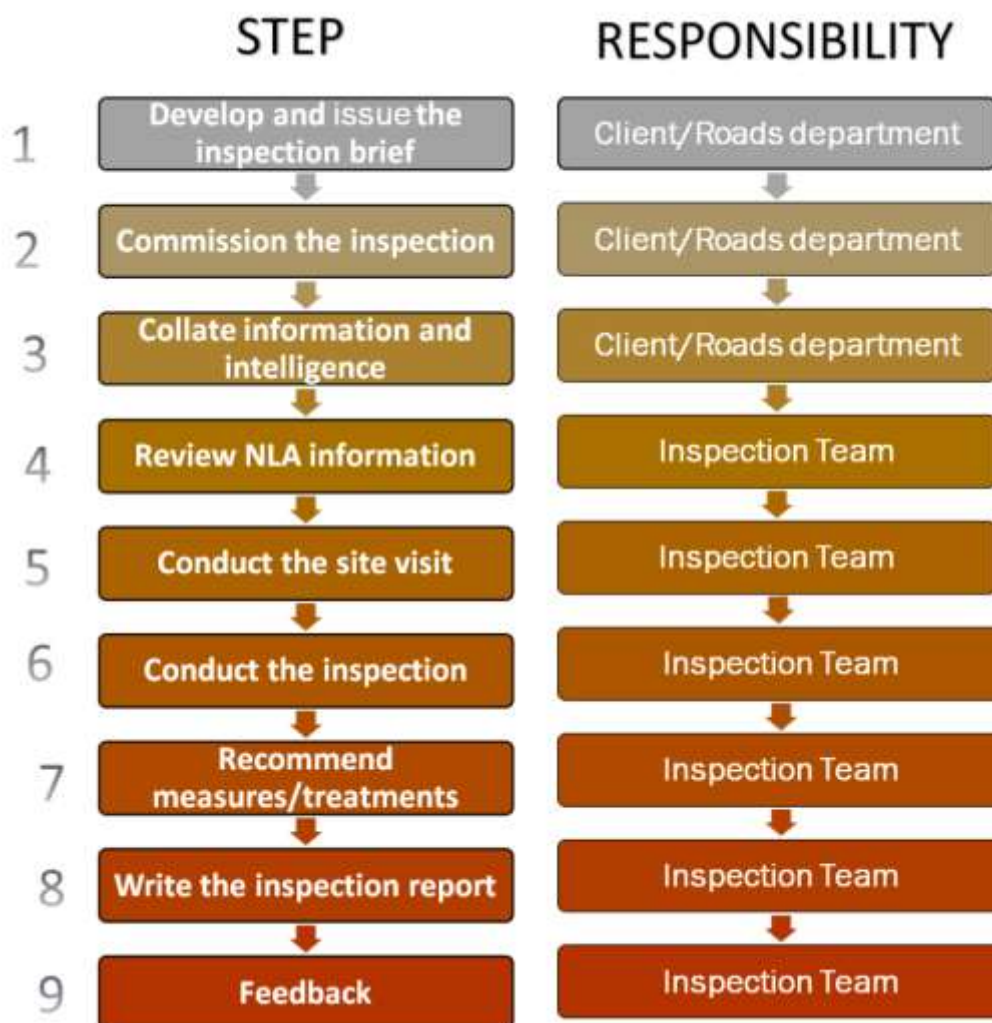 STEP RESPONSIBILITY
1 Develop and issue the
inspection brief
Client/Roads department
2 Commission the inspection
Client/Roads department
3 Collate information and
intelligence
Client/Roads department
4 Review NLA information
Inspection Team
5 Conduct the site visit
Inspection Team
6 Conduct the inspection
Inspection Team
7 Recommend
measures/treatments
Inspection Team
8 Write the inspection report
Inspection Team
9 Feedback
Inspection Team